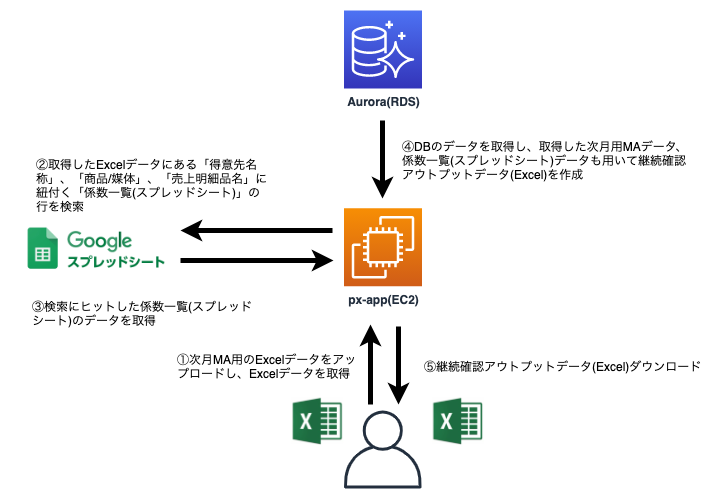 Aurora(RDS)
④DBのデータを取得し、取得した次月用MAデータ、
係数一覧(スプレッドシート)データも用いて継続確認
アウトプットデータ(Excel)を作成
②取得したExcelデータにある「得意先名
称」、「商品/媒体」、「売上明細品名」に
紐付く「係数一覧(スプレッドシート)」の
行を検索
Google
スプレッドシート
px-app(EC2)
③検索にヒットした係数一覧(スプレッド
シート)のデータを取得
①次月MA用のExcelデータをアッ
プロードし、Excelデータを取得
⑤継続確認アウトプットデータ(Excel)ダウンロード
X
X